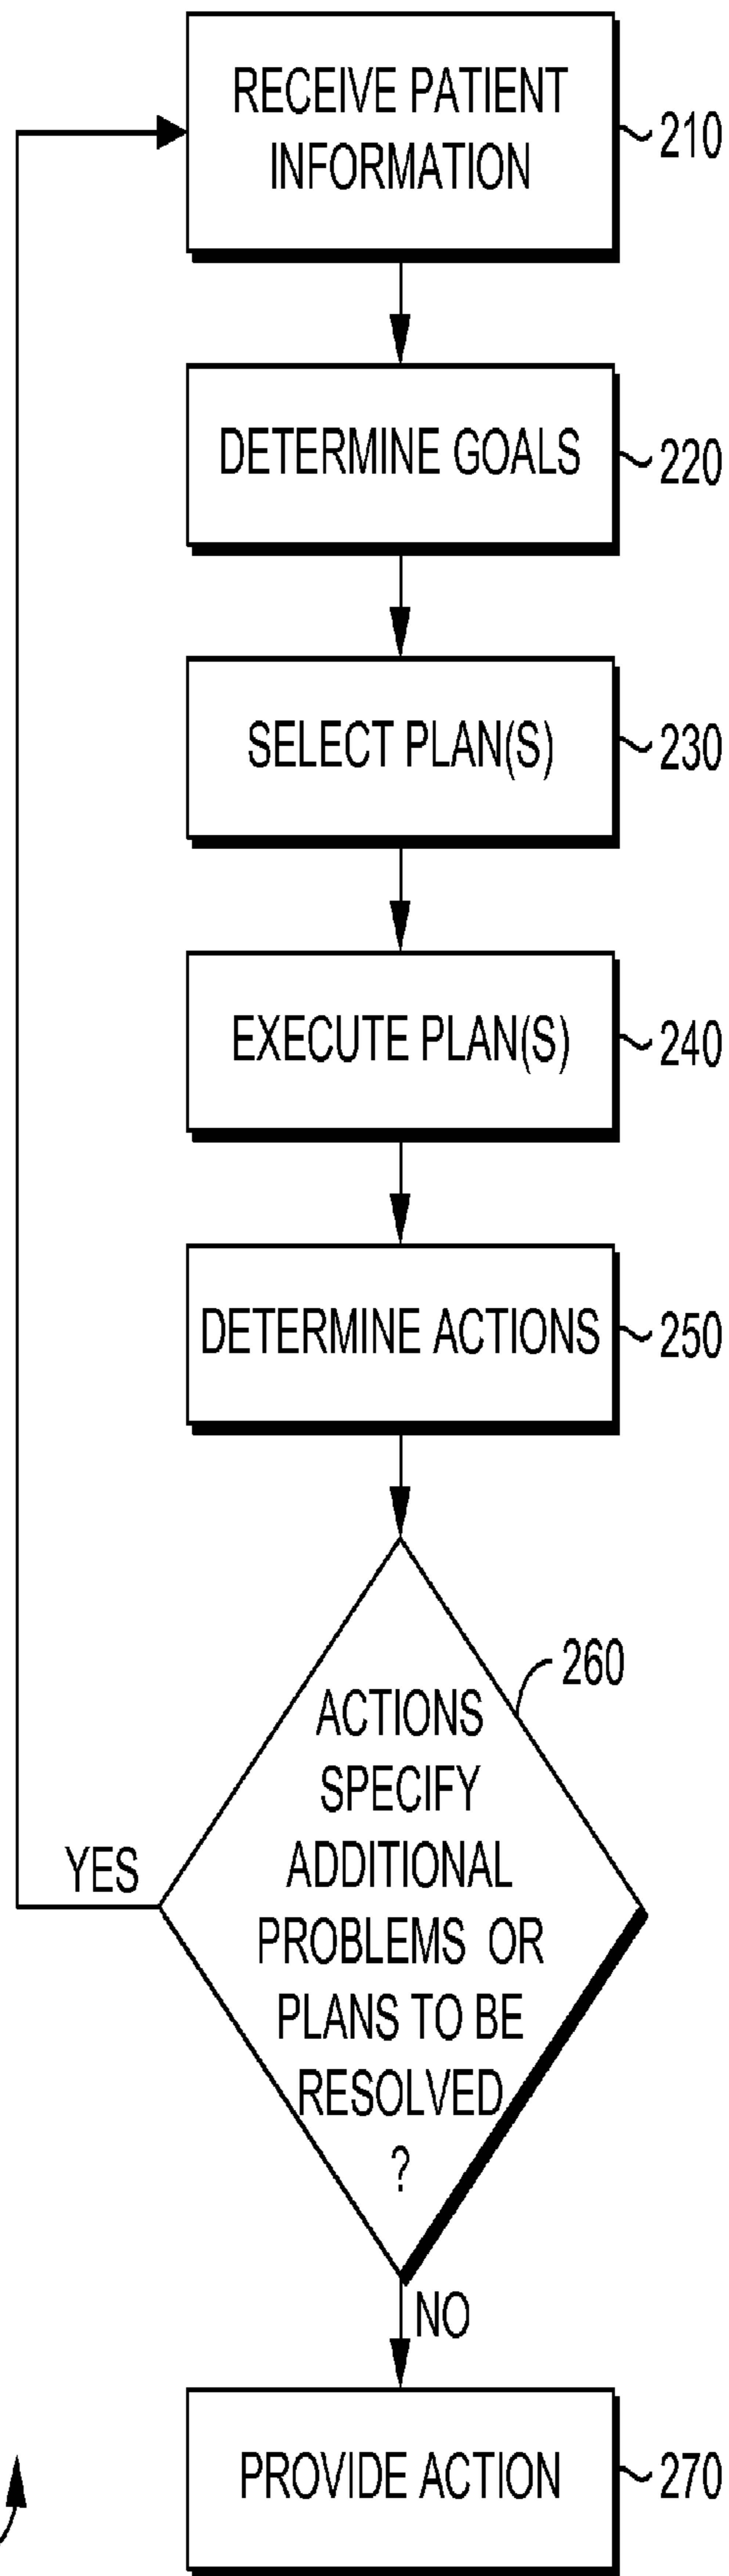 RECEIVE PATIENT
INFORMATION
210
DETERMINE GOALS
220
SELECT PLAN(S)
230
EXECUTE PLAN(S)
240
DETERMINE ACTIONS
250
260
ACTIONS
SPECIFY
ADDITIONAL
PROBLEMS OR
PLANS TO BE
RESOLVED
?
YES
NO
PROVIDE ACTION
270